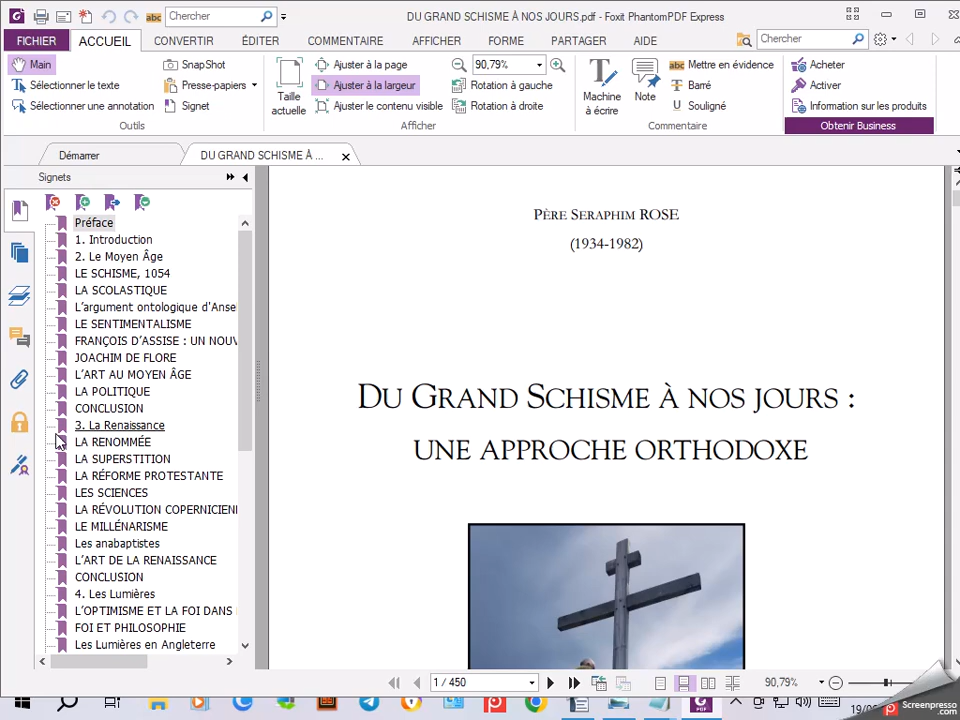 Chercher
DU GRAND SCHISME À NOS JOURS.pdf - Foxit PhantomPDF Express
FICHIER ACCUEIL CONVERTIR ÉDITER COMMENTAIRE AFFICHER FORME PARTAGER AIDE Chercher
Main
Sélectionner le texte
Sélectionner une annotation
Outils
SnapShot
Presse-papiers
Signet
Taille actuelle
Ajuster à la page
Ajuster à la largeur
Ajuster le contenu visible
90,79%
Rotation à gauche
Rotation à droite
Afficher
Machine à écrire
Note
abc Mettre en évidence
Barré
U Souligné
Commentaire
Acheter
Activer
Information sur les produits
Obtenir Business
Démarrer
DU GRAND SCHISME À ...
Signets
Préface
1. Introduction
2. Le Moyen Âge
LE SCHISME, 1054
LA SCOLASTIQUE
L'argument ontologique d'Anse
LE SENTIMENTALISME
FRANÇOIS D'ASSISE : UN NOUV
JOACHIM DE FLORE
L'ART AU MOYEN ÂGE
LA POLITIQUE
CONCLUSION
3. La Renaissance
LA RENOMMÉE
LA SUPERSTITION
LA RÉFORME PROTESTANTE
LES SCIENCES
LA RÉVOLUTION COPERNICIENN
LE MILLÉNARISME
Les anabaptistes
L'ART DE LA RENAISSANCE
CONCLUSION
4. Les Lumières
L'OPTIMISME ET LA FOI DANS
FOI ET PHILOSOPHIE
Les Lumières en Angleterre
PÈRE SERAPHIM ROSE
(1934-1982)
DU GRAND SCHISME À NOS JOURS :
UNE APPROCHE ORTHODOXE
1 / 450
90,79%
Screenpresso
.com